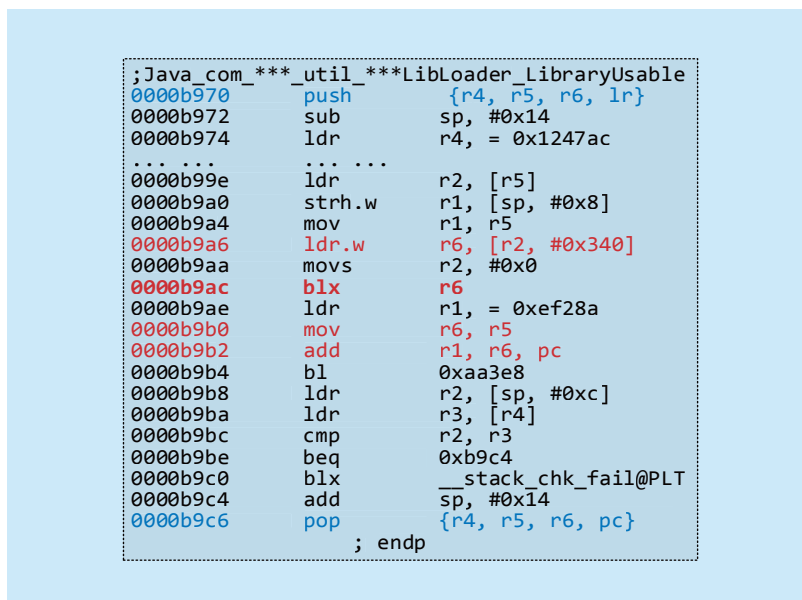 ;Java_com_***_util_***LibLoader_LibraryUsable
0000b970 push {r4, r5, r6, lr}
0000b972 sub sp, #0x14
0000b974 ldr r4, = 0x1247ac
... ... ... ...
0000b99e ldr r2, [r5]
0000b9a0 strh.w r1, [sp, #0x8]
0000b9a4 mov r1, r5
0000b9a6 ldr.w r6, [r2, #0x340]
0000b9aa movs r2, #0x0
0000b9ac blx r6
0000b9ae ldr r1, = 0xef28a
0000b9b0 mov r6, r5
0000b9b2 add r1, r6, pc
0000b9b4 bl 0xaa3e8
0000b9b8 ldr r2, [sp, #0xc]
0000b9ba ldr r3, [r4]
0000b9bc cmp r2, r3
0000b9be beq 0xb9c4
0000b9c0 blx __stack_chk_fail@PLT
0000b9c4 add sp, #0x14
0000b9c6 pop {r4, r5, r6, pc}
; endp